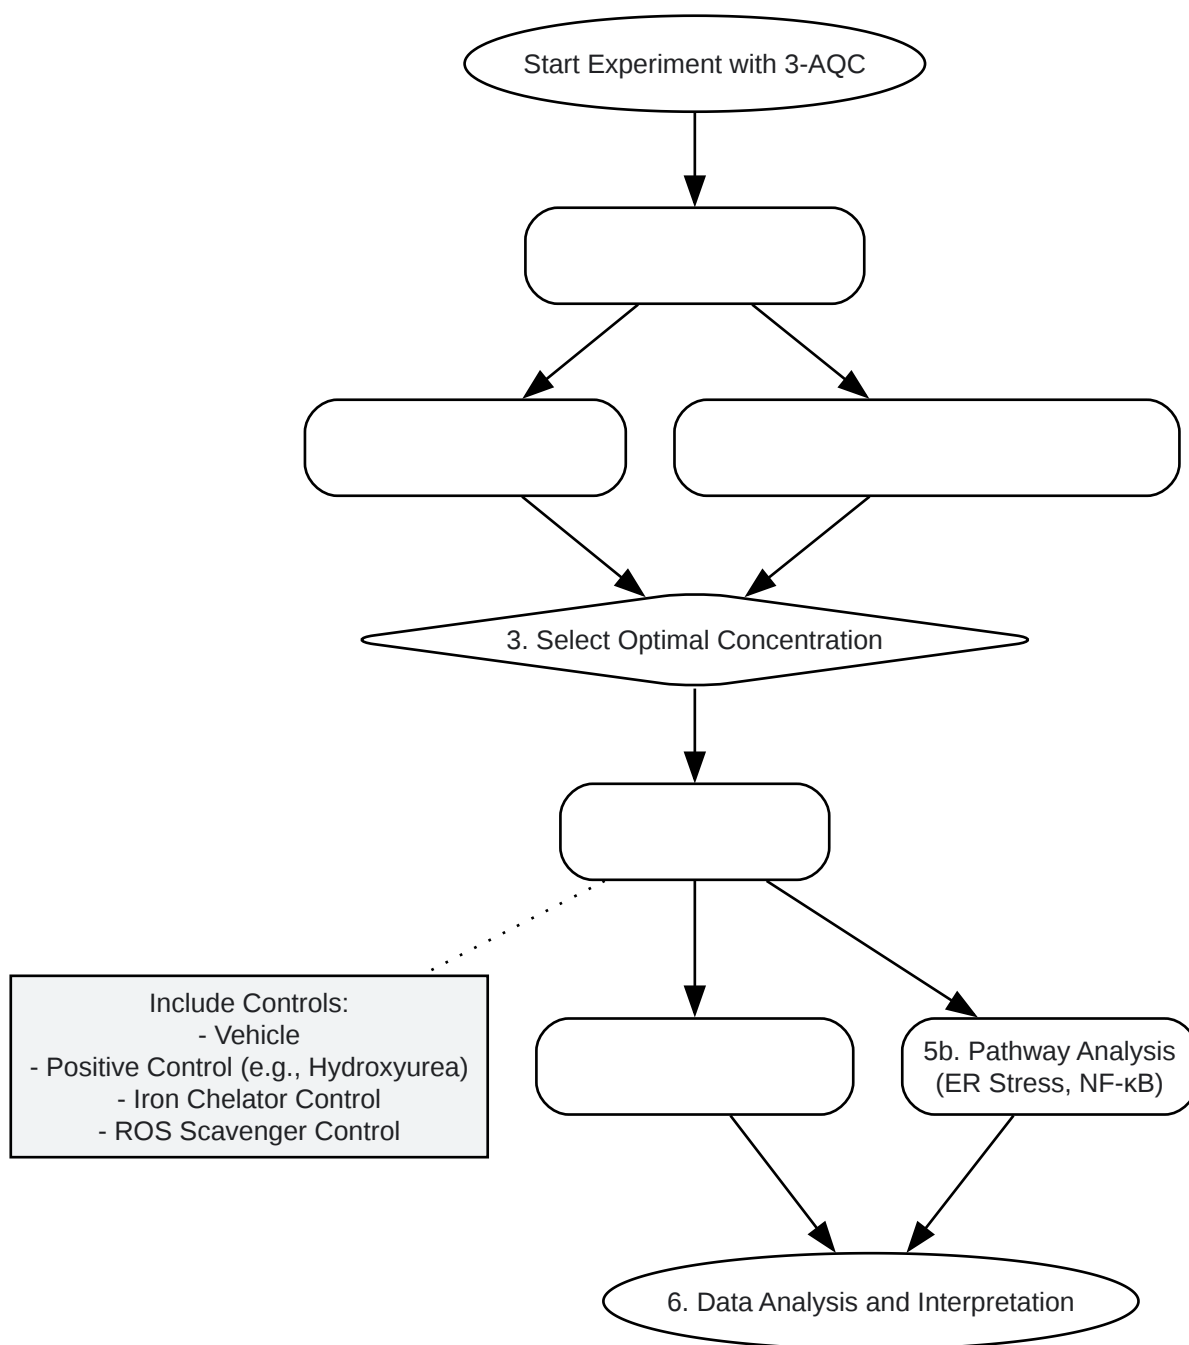 Start Experiment with 3-AQC
3. Select Optimal Concentration
Include Controls:
- Vehicle
- Positive Control (e.g., Hydroxyurea)
- Iron Chelator Control
- ROS Scavenger Control
5b. Pathway Analysis
(ER Stress, NF-κB)
6. Data Analysis and Interpretation